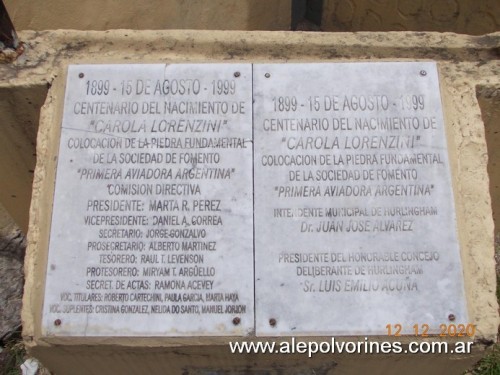 1899 - 15 DE AGOSTO - 1999
CENTENARIO DEL NACIMIENTO DE
"CAROLA LORENZINI"
COLOCACION DE LA PIEDRA FUNDAMENTAL
DE LA SOCIEDAD DE FOMENTO
"PRIMERA AVIADORA ARGENTINA"
COMISION DIRECTIVA
PRESIDENTE: MARTA R. PEREZ
VICEPRESIDENTE: DANIEL A. CORREA
SECRETARIO: JORGE GONZALVO
PROSECRETARIO: ALBERTO MARTINEZ
TESORERO: RAUL T. LEVENSON
PROTESORERO: MIRYAM T. ARGÜELLO
SECRET. DE ACTAS: RAMONA ACEVEY
VOC. TITULARES: ROBERTO CARTECHINI, PAULA GARCIA, MARTA HAYA
VOC. SUPLENTES: CRISTINA GONZALEZ, NELIDA DO SANTO, MANUEL
1899 - 15 DE AGOSTO - 1999
CENTENARIO DEL NACIMIENTO DE
"CAROLA LORENZINI"
COLOCACION DE LA PIEDRA FUNDAMENTAL
DE LA SOCIEDAD DE FOMENTO
"PRIMERA AVIADORA ARGENTINA"
INTENDENTE MUNICIPAL DE HURLINGHAM
Dr. JUAN JOSE ALVAREZ
PRESIDENTE DEL HONORABLE CONCEJO
DELIBERANTE DE HURLINGHAM
Sr. LUIS EMILIO ACUÑA
12 12 2020
www.alepolvorines.com.ar